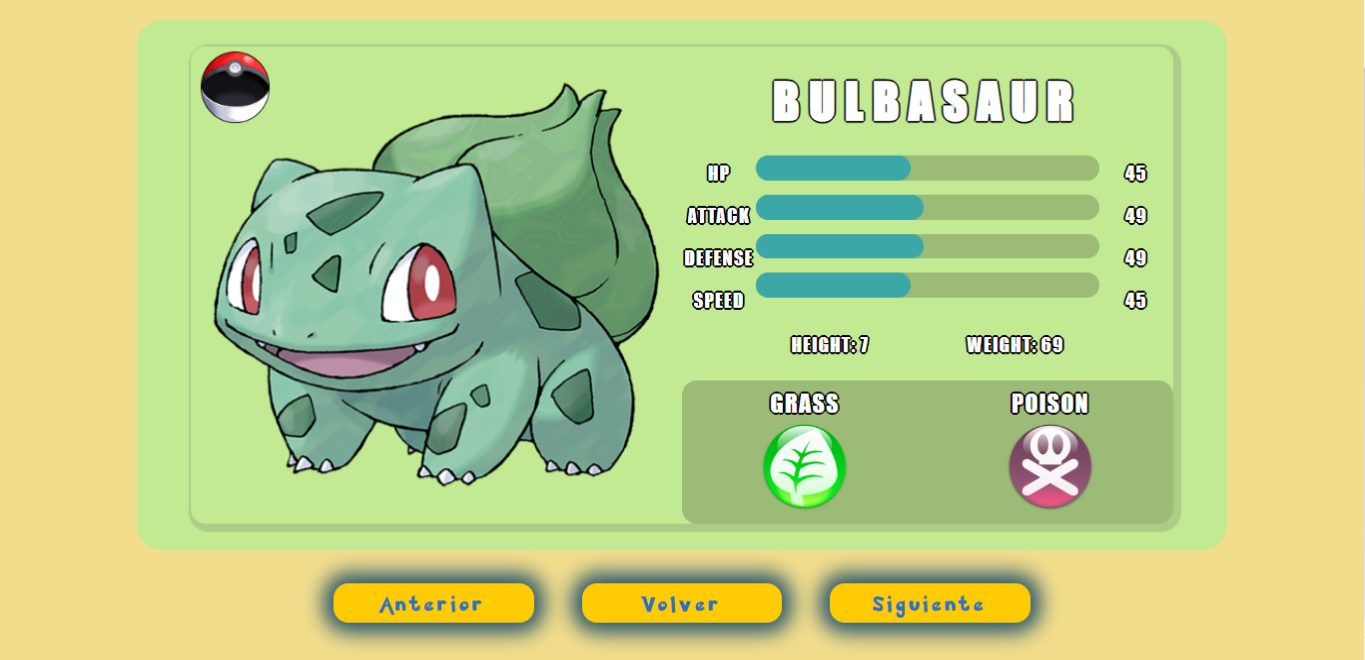 BULBASAUR
HP 45
ATTACK 49
DEFENSE 49
SPEED 45
HEIGHT: 7 WEIGHT: 69
GRASS POISON
Anterior Volver Siguiente